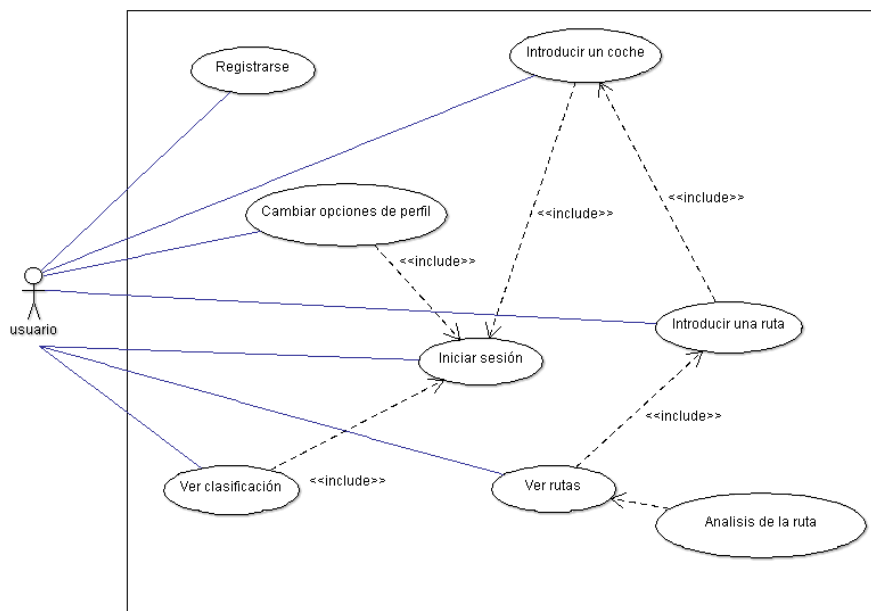 Introducir un coche
Registrarse
<<include>>
Cambiar opciones de perfil
<<include>>
<<include>>
usuario
Introducir una ruta
Iniciar sesión
<<include>>
Ver clasificación
<<include>>
Ver rutas
Analisis de la ruta